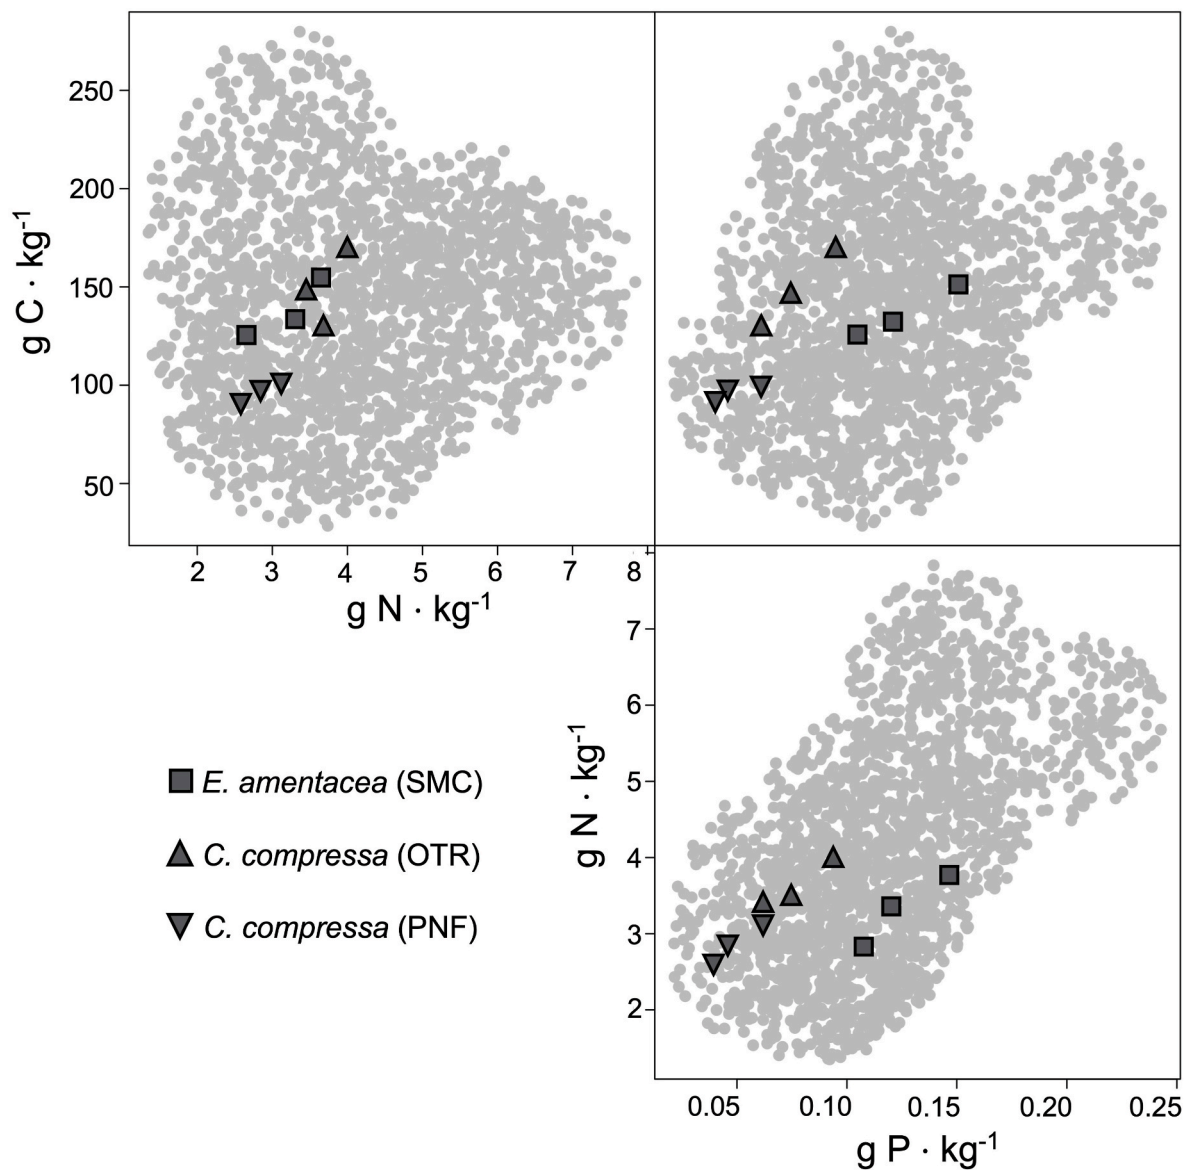 250
200
150
100
50
g C · kg-1
2 3 4 5 6 7 8
g N · kg-1
7
6
5
4
3
2
g N · kg-1
E. amentacea (SMC)
C. compressa (OTR)
C. compressa (PNF)
0.05 0.10 0.15 0.20 0.25
g P · kg-1